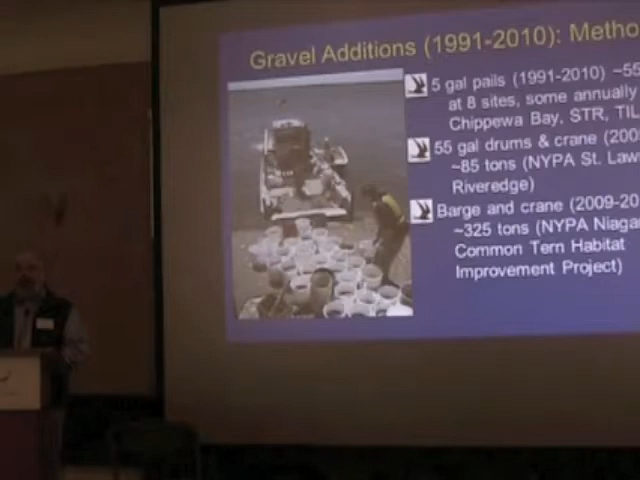 Gravel Additions (1991-2010): Metho
5 gal pails (1991-2010) ~55
at 8 sites, some annually
Chippewa Bay, STR, TIL
55 gal drums & crane (200
~85 tons (NYPA St. Law
Riveredge)
Barge and crane (2009-20
~325 tons (NYPA Niaga
Common Tern Habitat
Improvement Project)